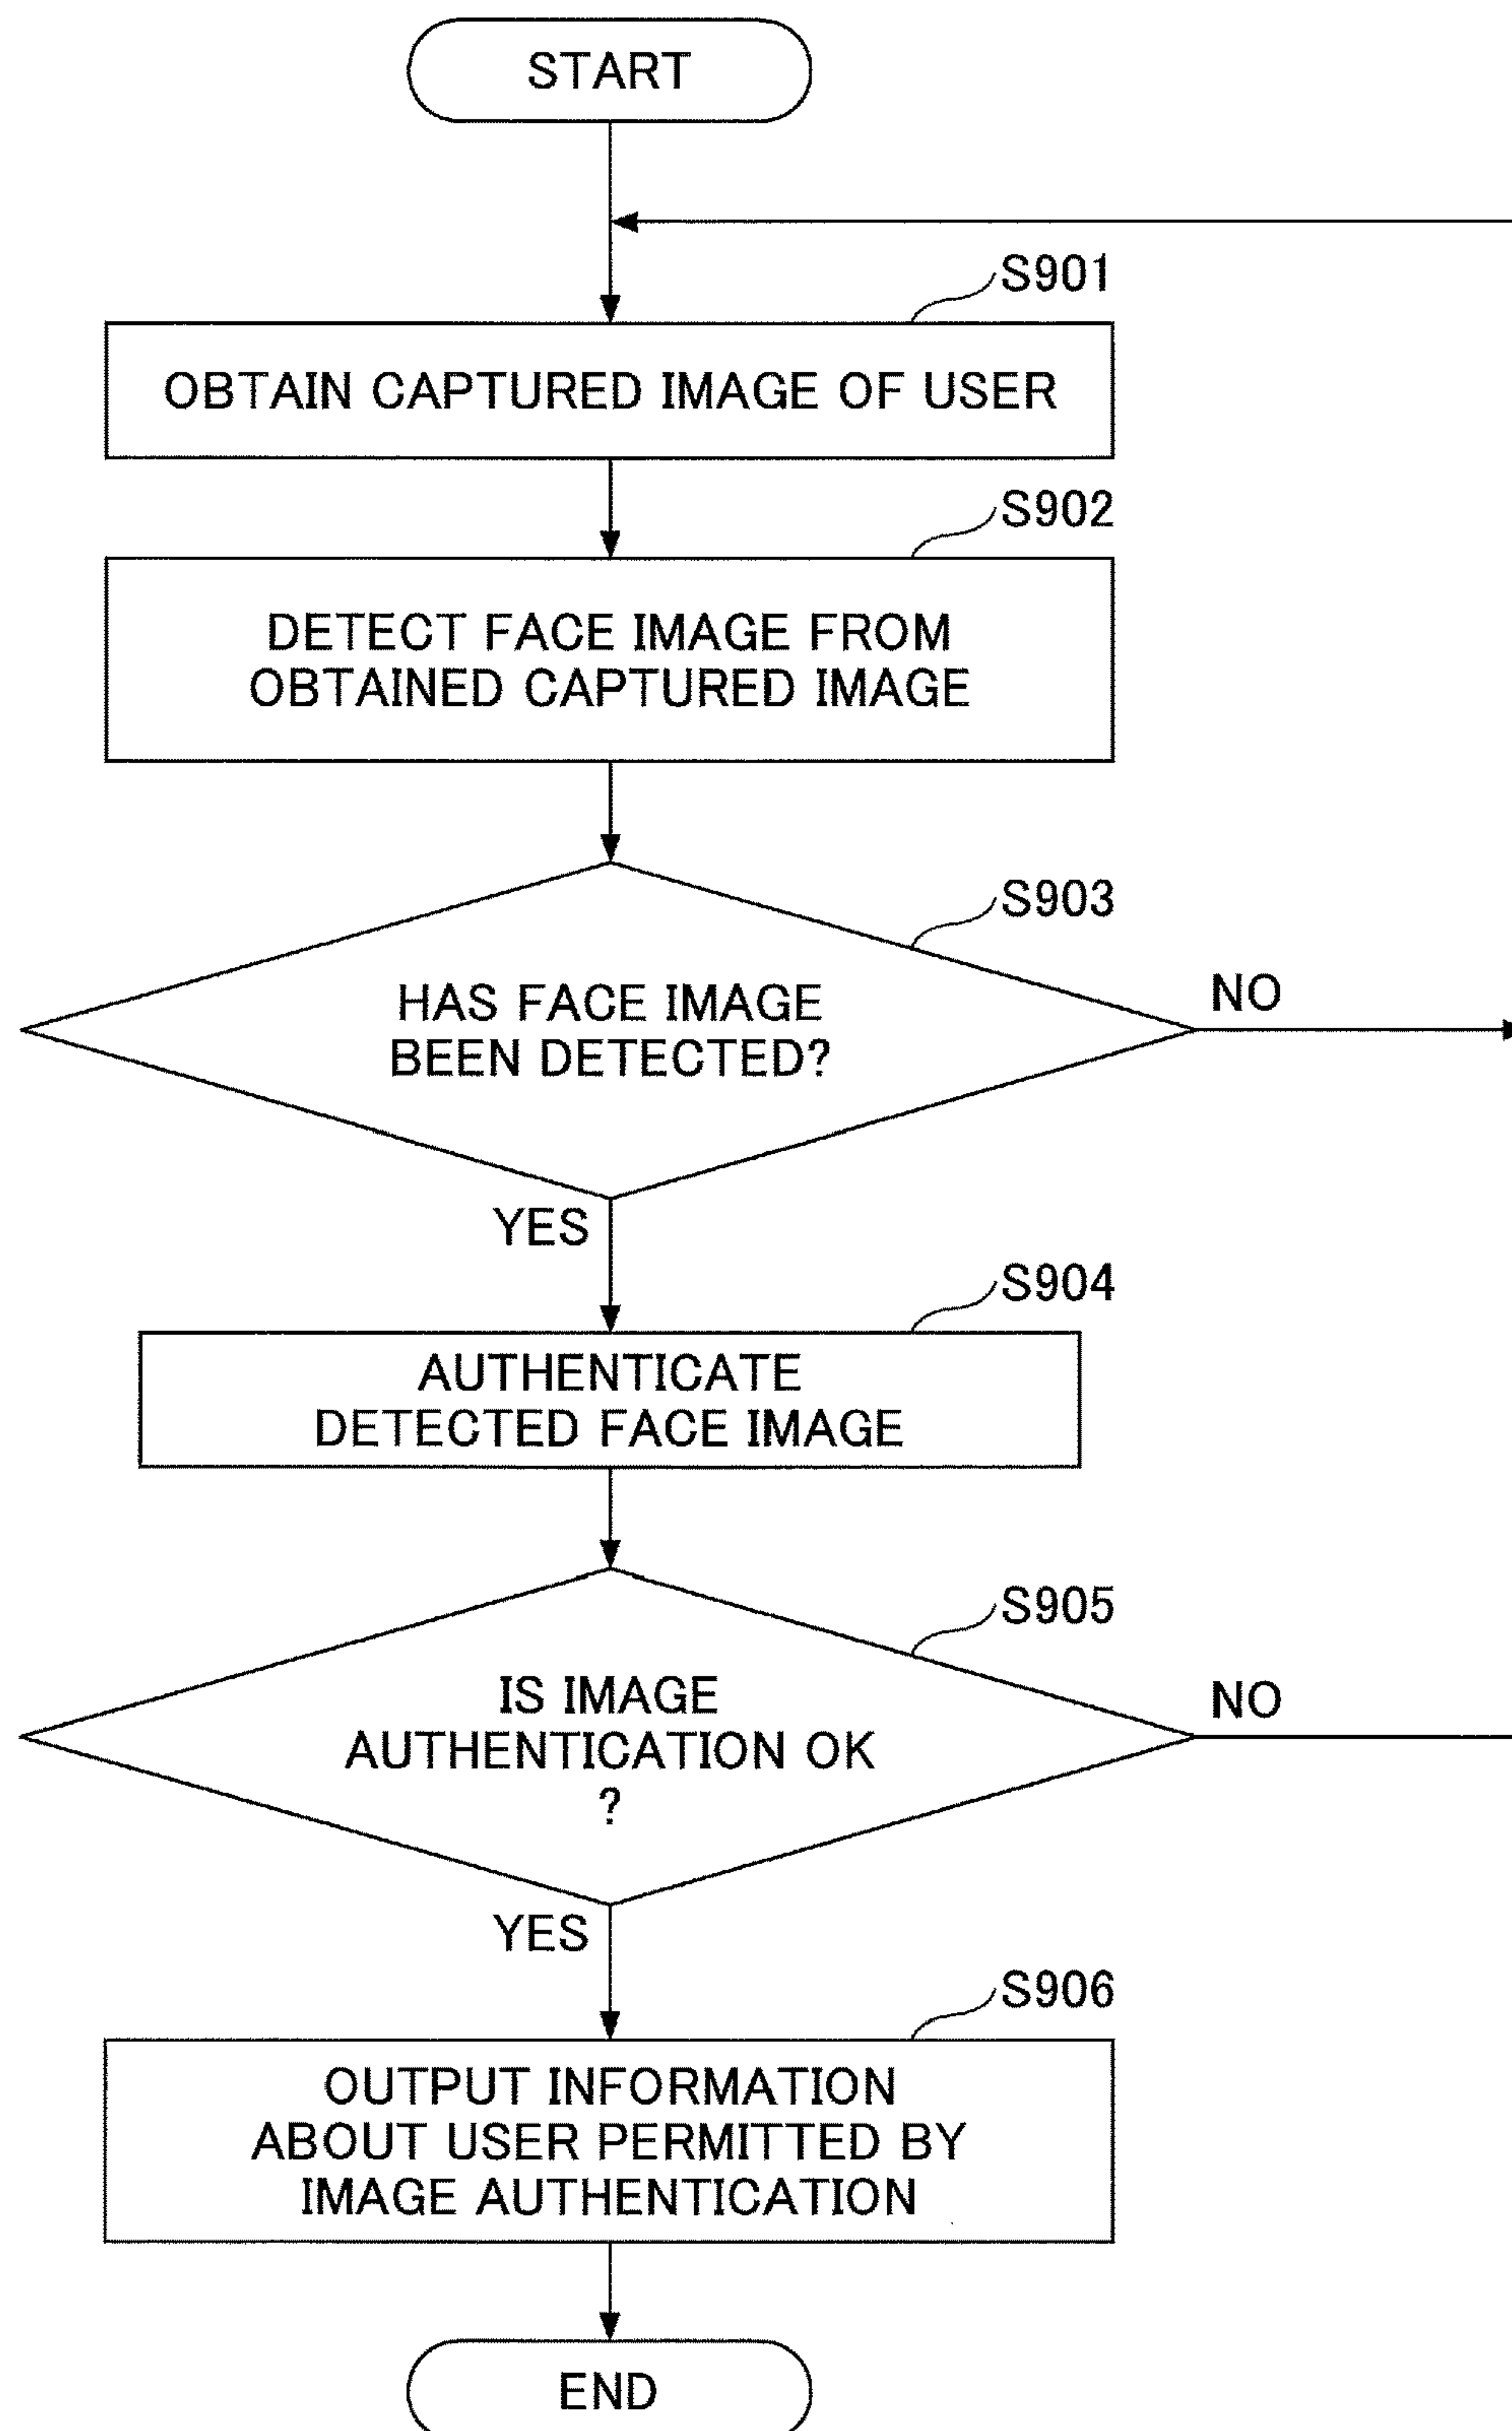 START
S901
OBTAIN CAPTURED IMAGE OF USER
S902
DETECT FACE IMAGE FROM
OBTAINED CAPTURED IMAGE
S903
HAS FACE IMAGE
BEEN DETECTED?
NO
YES
S904
AUTHENTICATE
DETECTED FACE IMAGE
S905
IS IMAGE
AUTHENTICATION OK
?
NO
YES
S906
OUTPUT INFORMATION
ABOUT USER PERMITTED BY
IMAGE AUTHENTICATION
END